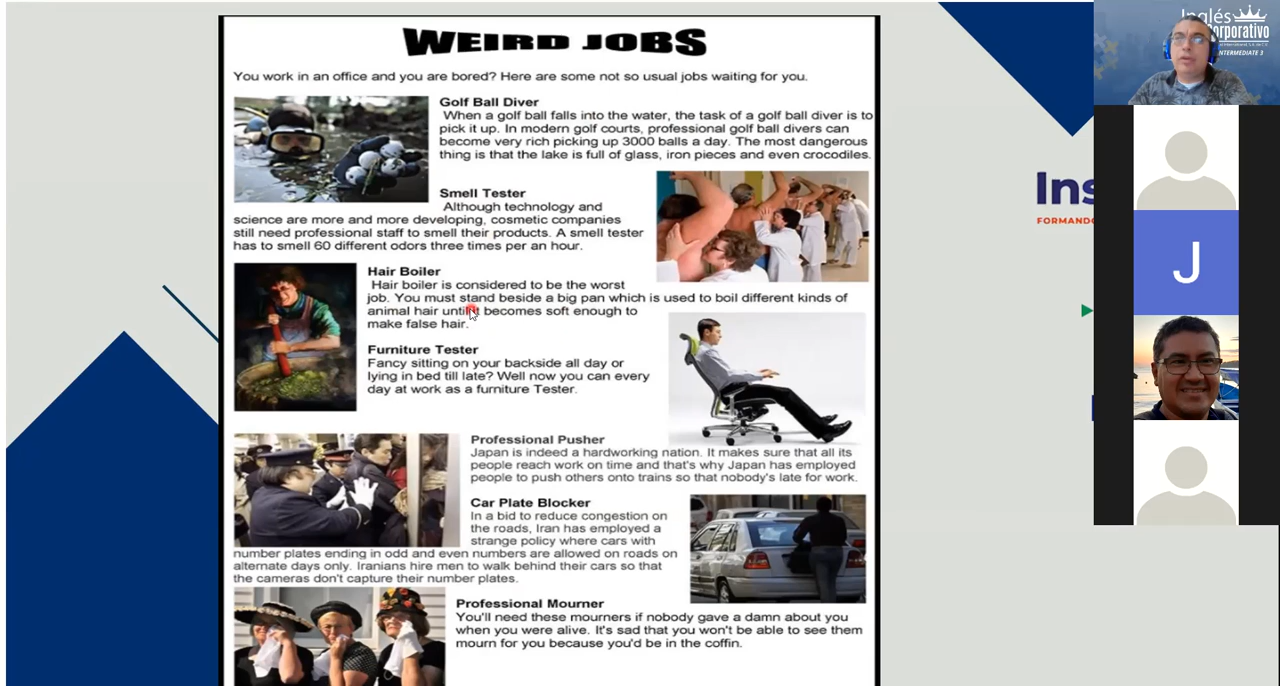 WEIRD JOBS
You work in an office and you are bored? Here are some not so usual jobs waiting for you.
Golf Ball Diver
When a golf ball falls into the water, the task of a golf ball diver is to
pick it up. In modern golf courts, professional golf ball divers can
become very rich picking up 3000 balls a day. The most dangerous
thing is that the lake is full of glass, iron pieces and even crocodiles.
Smell Tester
Although technology and
science are more and more developing, cosmetic companies
still need professional staff to smell their products. A smell tester
has to smell 60 different odors three times per an hour.
Hair Boiler
Hair boiler is considered to be the worst
job. You must stand beside a big pan which is used to boil different kinds of
animal hair until it becomes soft enough to
make false hair.
Furniture Tester
Fancy sitting on your backside all day or
lying in bed till late? Well now you can every
day at work as a furniture Tester.
Professional Pusher
Japan is indeed a hardworking nation. It makes sure that all its
people reach work on time and that's why Japan has employed
people to push others onto trains so that nobody's late for work.
Car Plate Blocker
In a bid to reduce congestion on
the roads, Iran has employed a
strange policy where cars with
number plates ending in odd and even numbers are allowed on roads on
alternate days only. Iranians hire men to walk behind their cars so that
the cameras don't capture their number plates.
Professional Mourner
You'll need these mourners if nobody gave a damn about you
when you were alive. It's sad that you won't be able to see them
mourn for you because you'd be in the coffin.
Ins
FORMAND
Inglés
orporativo
INTERMEDIATE 3
J